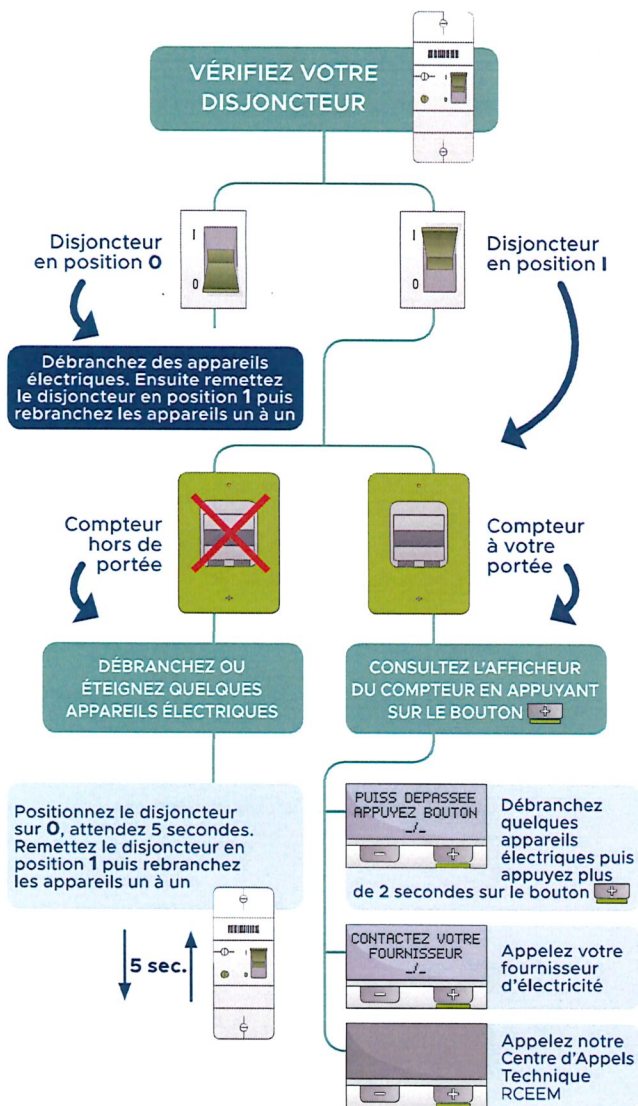 VÉRIFIEZ VOTRE
DISJONCTEUR
I
O
Disjoncteur
en position O
I
O
Disjoncteur
en position I
I
O
Débranchez des appareils
électriques. Ensuite remettez
le disjoncteur en position 1 puis
rebranchez les appareils un à un
Compteur
hors de
portée
Compteur
à votre
portée
DÉBRANCHEZ OU
ÉTEIGNEZ QUELQUES
APPAREILS ÉLECTRIQUES
CONSULTEZ L'AFFICHEUR
DU COMPTEUR EN APPUYANT
SUR LE BOUTON +
Positionnez le disjoncteur
sur O, attendez 5 secondes.
Remettez le disjoncteur en
position 1 puis rebranchez
les appareils un à un
5 sec.
I
O
PUISS DEPASSEE
APPUYEZ BOUTON
_/_
- +
Débranchez
quelques
appareils
électriques puis
appuyez plus
de 2 secondes sur le bouton +
CONTACTEZ VOTRE
FOURNISSEUR
_/_
- +
Appelez votre
fournisseur
d'électricité
- +
Appelez notre
Centre d'Appels
Technique
RCEEM